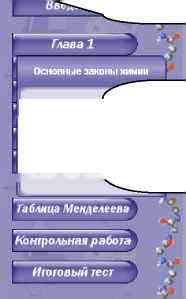 Глава 1
Основные законы химии
Таблица Менделеева
Контрольная работа
Итоговый тест